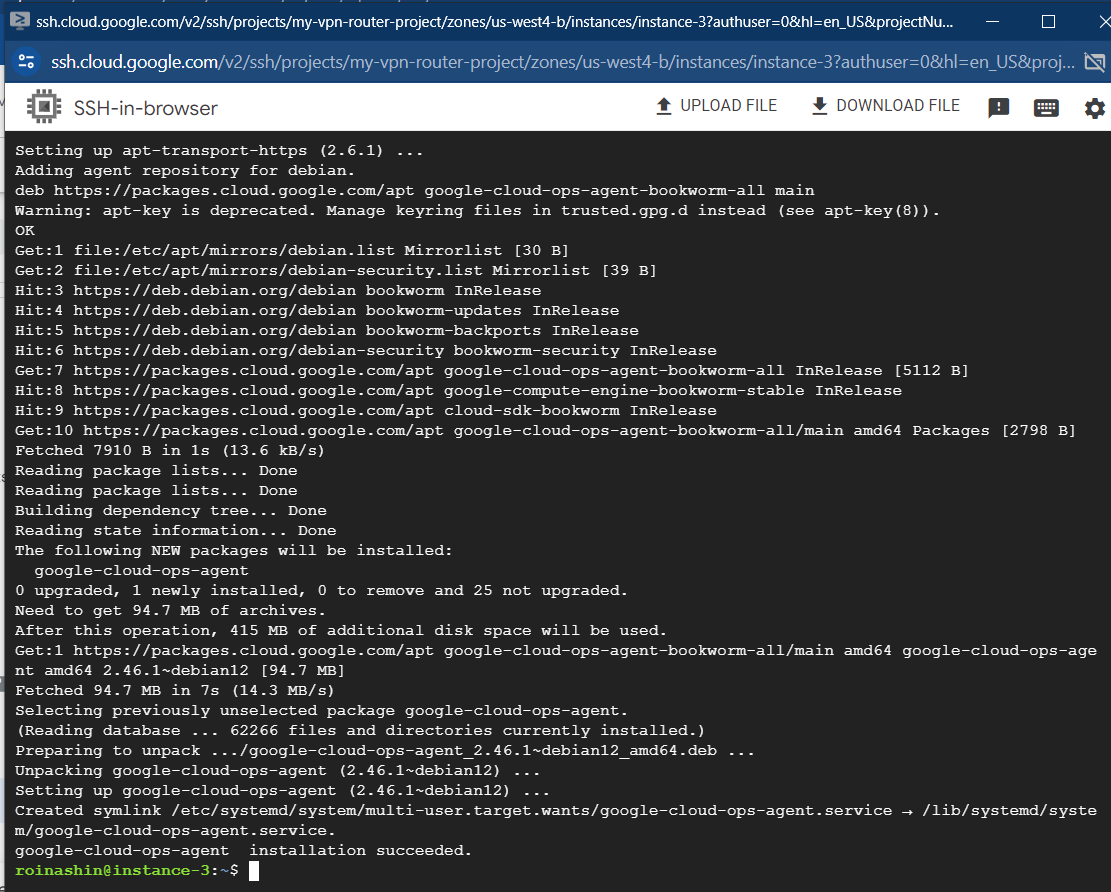 ssh.cloud.google.com/v2/ssh/projects/my-vpn-router-project/zones/us-west4-b/instances/instance-3?authuser=0&hl=en_US&projectNu...
ssh.cloud.google.com/v2/ssh/projects/my-vpn-router-project/zones/us-west4-b/instances/instance-3?authuser=0&hl=en_US&proj...
SSH-in-browser
UPLOAD FILE
DOWNLOAD FILE
Setting up apt-transport-https (2.6.1) ...
Adding agent repository for debian.
deb https://packages.cloud.google.com/apt google-cloud-ops-agent-bookworm-all main
Warning: apt-key is deprecated. Manage keyring files in trusted.gpg.d instead (see apt-key(8)).
OK
Get:1 file:/etc/apt/mirrors/debian.list Mirrorlist [30 B]
Get:2 file:/etc/apt/mirrors/debian-security.list Mirrorlist [39 B]
Hit:3 https://deb.debian.org/debian bookworm InRelease
Hit:4 https://deb.debian.org/debian bookworm-updates InRelease
Hit:5 https://deb.debian.org/debian bookworm-backports InRelease
Hit:6 https://deb.debian.org/debian-security bookworm-security InRelease
Get:7 https://packages.cloud.google.com/apt google-cloud-ops-agent-bookworm-all InRelease [5112 B]
Hit:8 https://packages.cloud.google.com/apt google-compute-engine-bookworm-stable InRelease
Hit:9 https://packages.cloud.google.com/apt cloud-sdk-bookworm InRelease
Get:10 https://packages.cloud.google.com/apt google-cloud-ops-agent-bookworm-all/main amd64 Packages [2798 B]
Fetched 7910 B in 1s (13.6 kB/s)
Reading package lists... Done
Reading package lists... Done
Building dependency tree... Done
Reading state information... Done
The following NEW packages will be installed:
  google-cloud-ops-agent
0 upgraded, 1 newly installed, 0 to remove and 25 not upgraded.
Need to get 94.7 MB of archives.
After this operation, 415 MB of additional disk space will be used.
Get:1 https://packages.cloud.google.com/apt google-cloud-ops-agent-bookworm-all/main amd64 google-cloud-ops-age
nt amd64 2.46.1~debian12 [94.7 MB]
Fetched 94.7 MB in 7s (14.3 MB/s)
Selecting previously unselected package google-cloud-ops-agent.
(Reading database ... 62266 files and directories currently installed.)
Preparing to unpack .../google-cloud-ops-agent_2.46.1~debian12_amd64.deb ...
Unpacking google-cloud-ops-agent (2.46.1~debian12) ...
Setting up google-cloud-ops-agent (2.46.1~debian12) ...
Created symlink /etc/systemd/system/multi-user.target.wants/google-cloud-ops-agent.service → /lib/systemd/syste
m/google-cloud-ops-agent.service.
google-cloud-ops-agent  installation succeeded.
roinashin@instance-3:~$